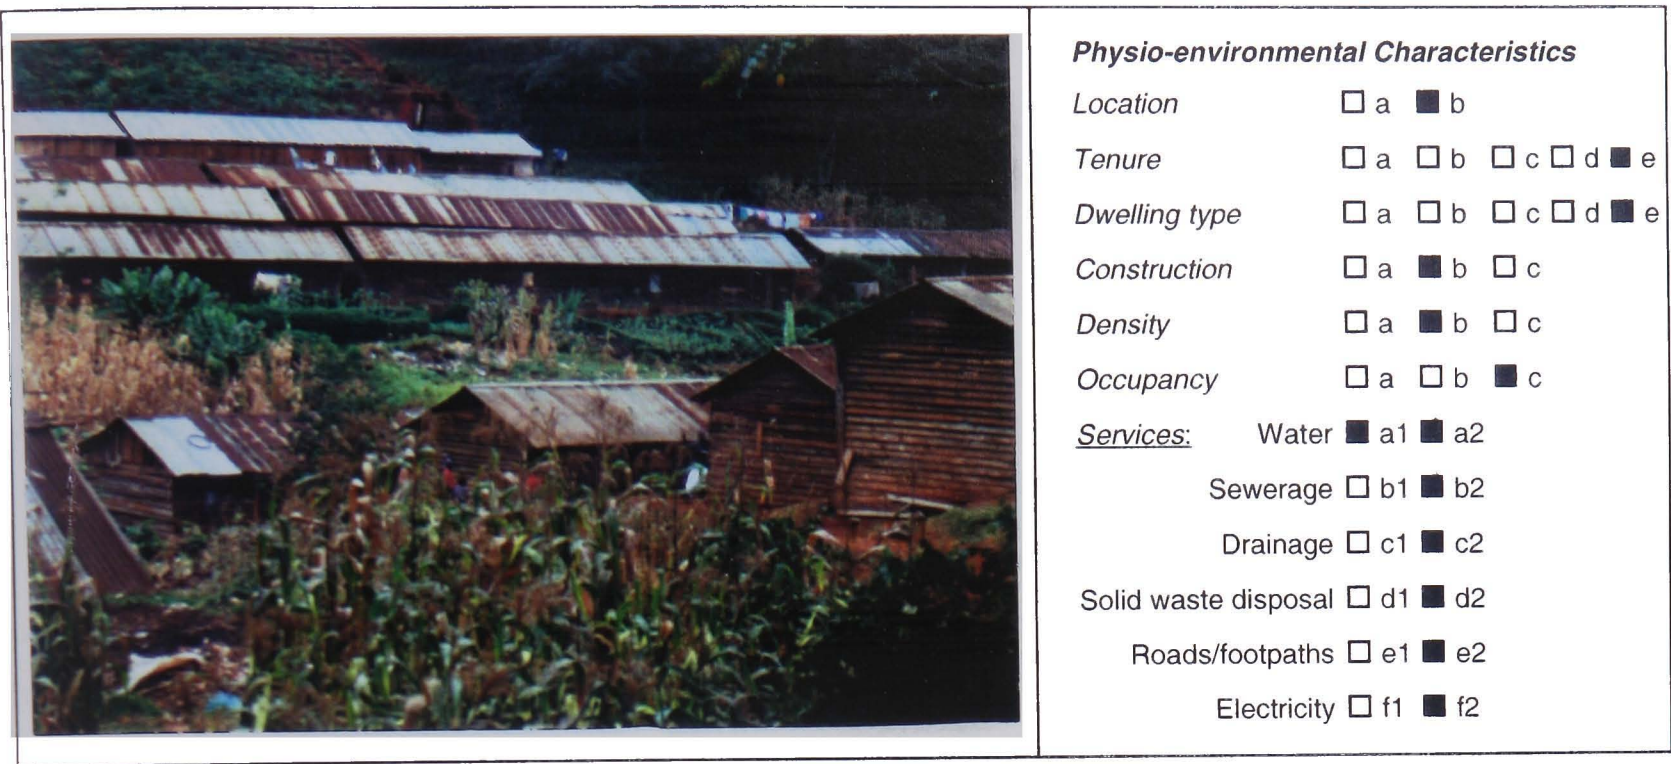 Physio-environmental Characteristics
Location □ a ■ b
Tenure □ a □ b □ c □ d ■ e
Dwelling type □ a □ b □ c □ d ■ e
Construction □ a ■ b □ c
Density □ a ■ b □ c
Occupancy □ a □ b ■ c
Services: Water ■ a1 ■ a2
Sewerage □ b1 ■ b2
Drainage □ c1 ■ c2
Solid waste disposal □ d1 ■ d2
Roads/footpaths □ e1 ■ e2
Electricity □ f1 ■ f2